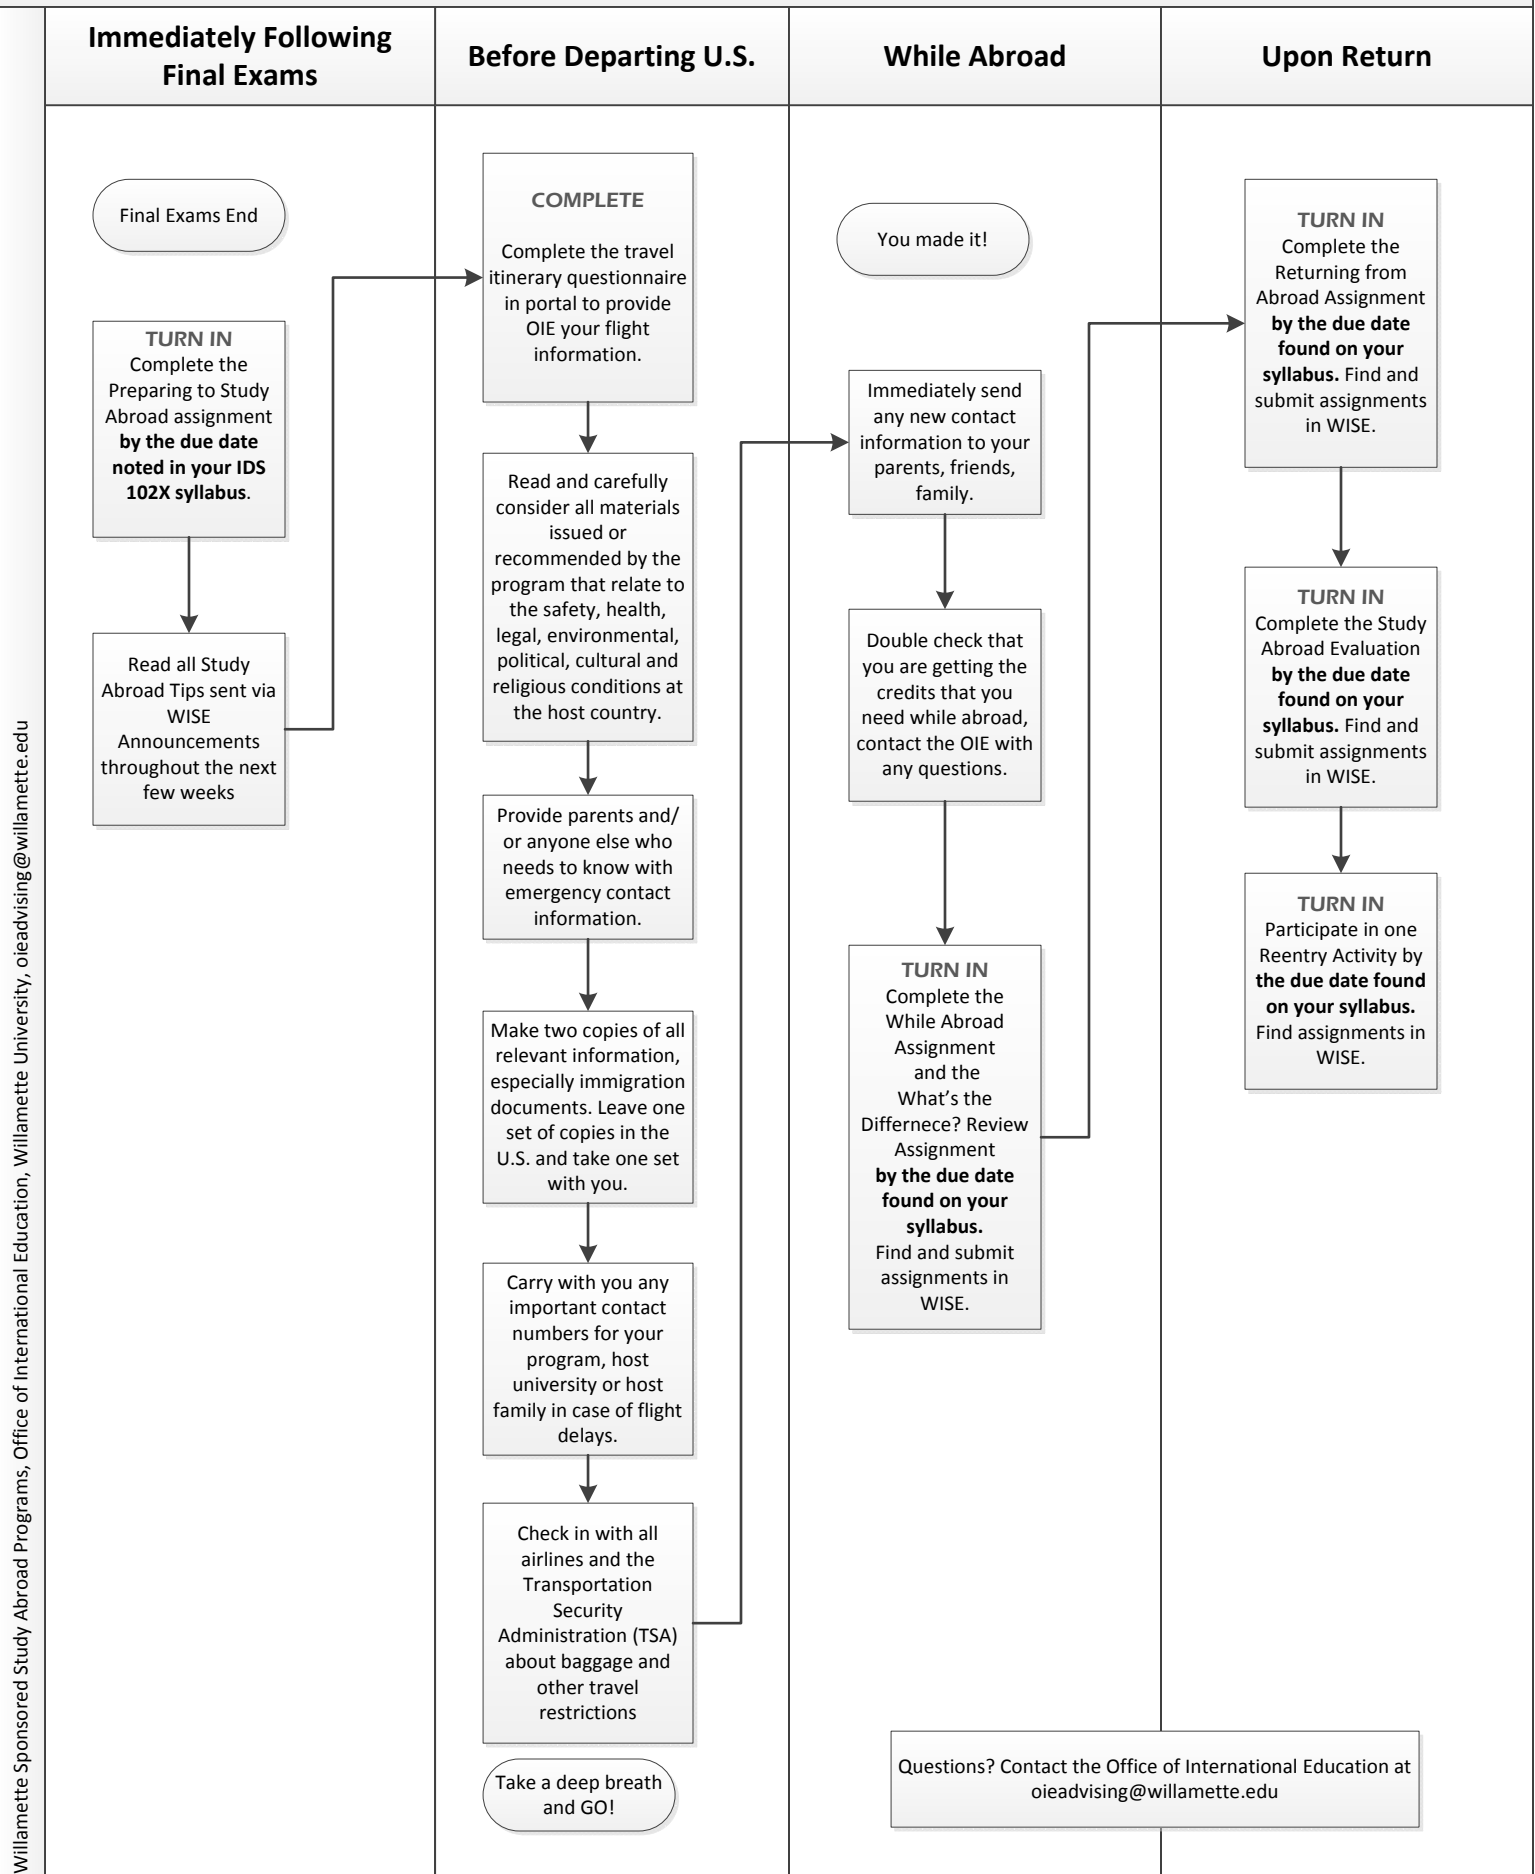 Immediately Following
Final Exams
Before Departing U.S.
While Abroad
Upon Return
Final Exams End
TURN IN
Complete the
Preparing to Study
Abroad assignment
by the due date
noted in your IDS
102X syllabus.
Read all Study
Abroad Tips sent via
WISE
Announcements
throughout the next
few weeks
COMPLETE
Complete the travel
itinerary questionnaire
in portal to provide
OIE your flight
information.
Read and carefully
consider all materials
issued or
recommended by the
program that relate to
the safety, health,
legal, environmental,
political, cultural and
religious conditions at
the host country.
Provide parents and/
or anyone else who
needs to know with
emergency contact
information.
Make two copies of all
relevant information,
especially immigration
documents. Leave one
set of copies in the
U.S. and take one set
with you.
Carry with you any
important contact
numbers for your
program, host
university or host
family in case of flight
delays.
Check in with all
airlines and the
Transportation
Security
Administration (TSA)
about baggage and
other travel
restrictions
Take a deep breath
and GO!
You made it!
Immediately send
any new contact
information to your
parents, friends,
family.
Double check that
you are getting the
credits that you
need while abroad,
contact the OIE with
any questions.
TURN IN
Complete the
While Abroad
Assignment
and the
What's the
Differnece? Review
Assignment
by the due date
found on your
syllabus.
Find and submit
assignments in
WISE.
TURN IN
Complete the
Returning from
Abroad Assignment
by the due date
found on your
syllabus. Find and
submit assignments
in WISE.
TURN IN
Complete the Study
Abroad Evaluation
by the due date
found on your
syllabus. Find and
submit assignments
in WISE.
TURN IN
Participate in one
Reentry Activity by
the due date found
on your syllabus.
Find assignments in
WISE.
Questions? Contact the Office of International Education at
oieadvising@willamette.edu
Willamette Sponsored Study Abroad Programs, Office of International Education, Willamette University, oieadvising@willamette.edu